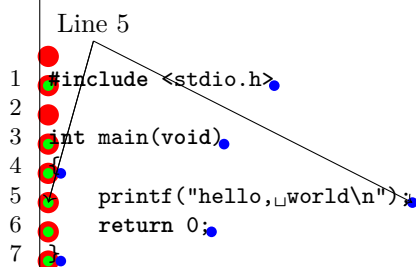 Line 5
1 #include <stdio.h>
2
3 int main(void)
4 {
5 printf("hello,␣world\n");
6 return 0;
7 }